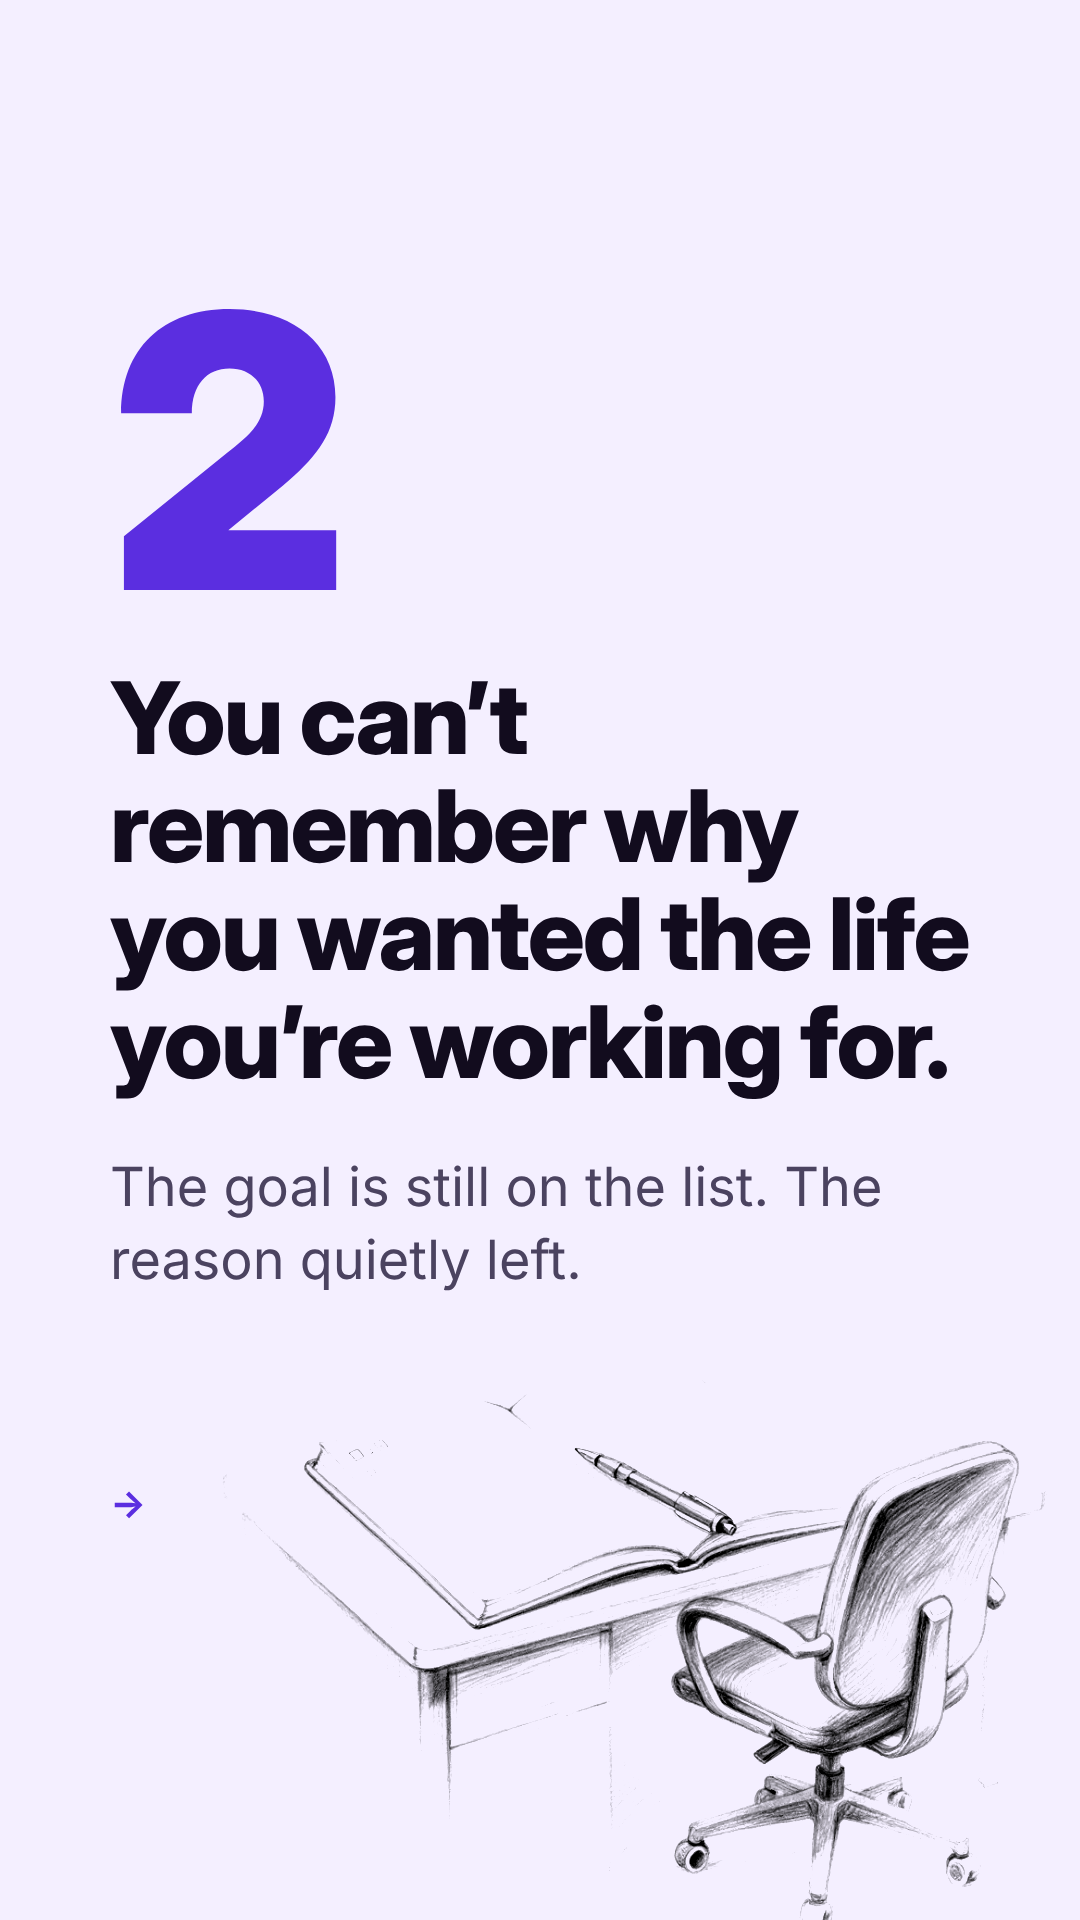 2
You can’t
remember why
you wanted the life
you’re working for.
The goal is still on the list. The
reason quietly left.
→